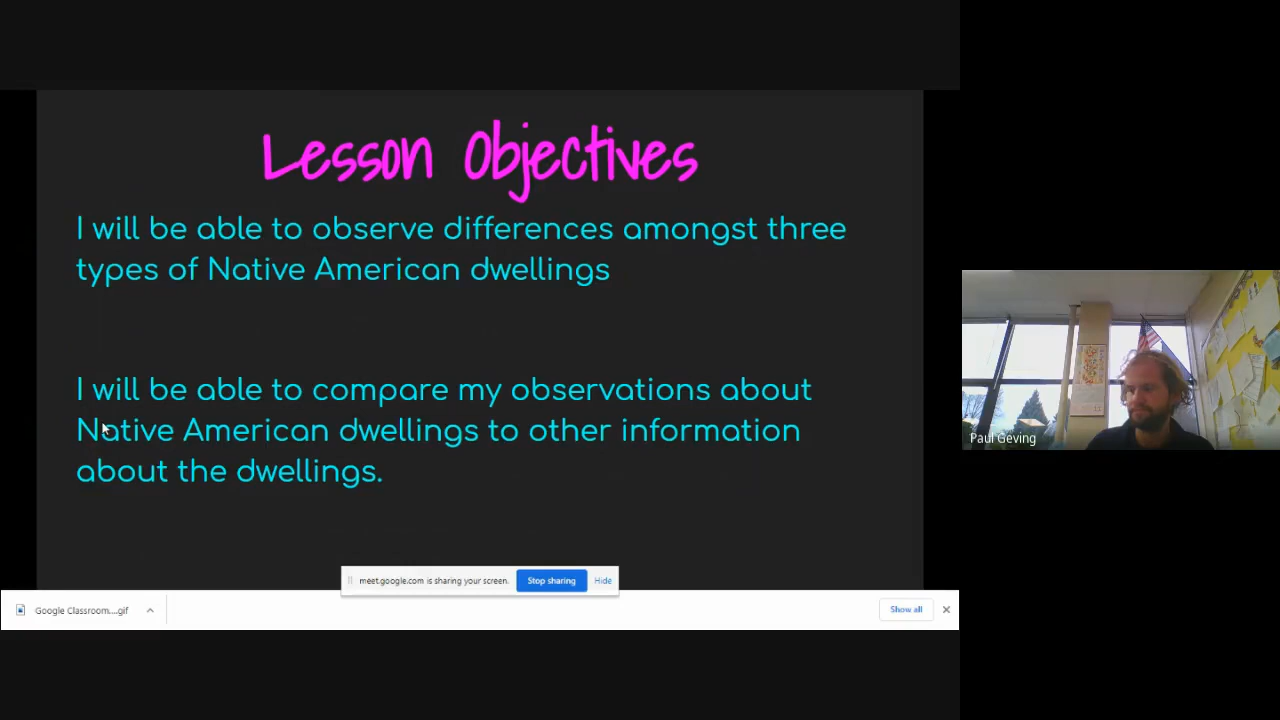 Lesson Objectives
I will be able to observe differences amongst three
types of Native American dwellings
I will be able to compare my observations about
Native American dwellings to other information
about the dwellings.
Paul Geving
meet.google.com is sharing your screen.
Stop sharing
Hide
Google Classroom....gif
Show all